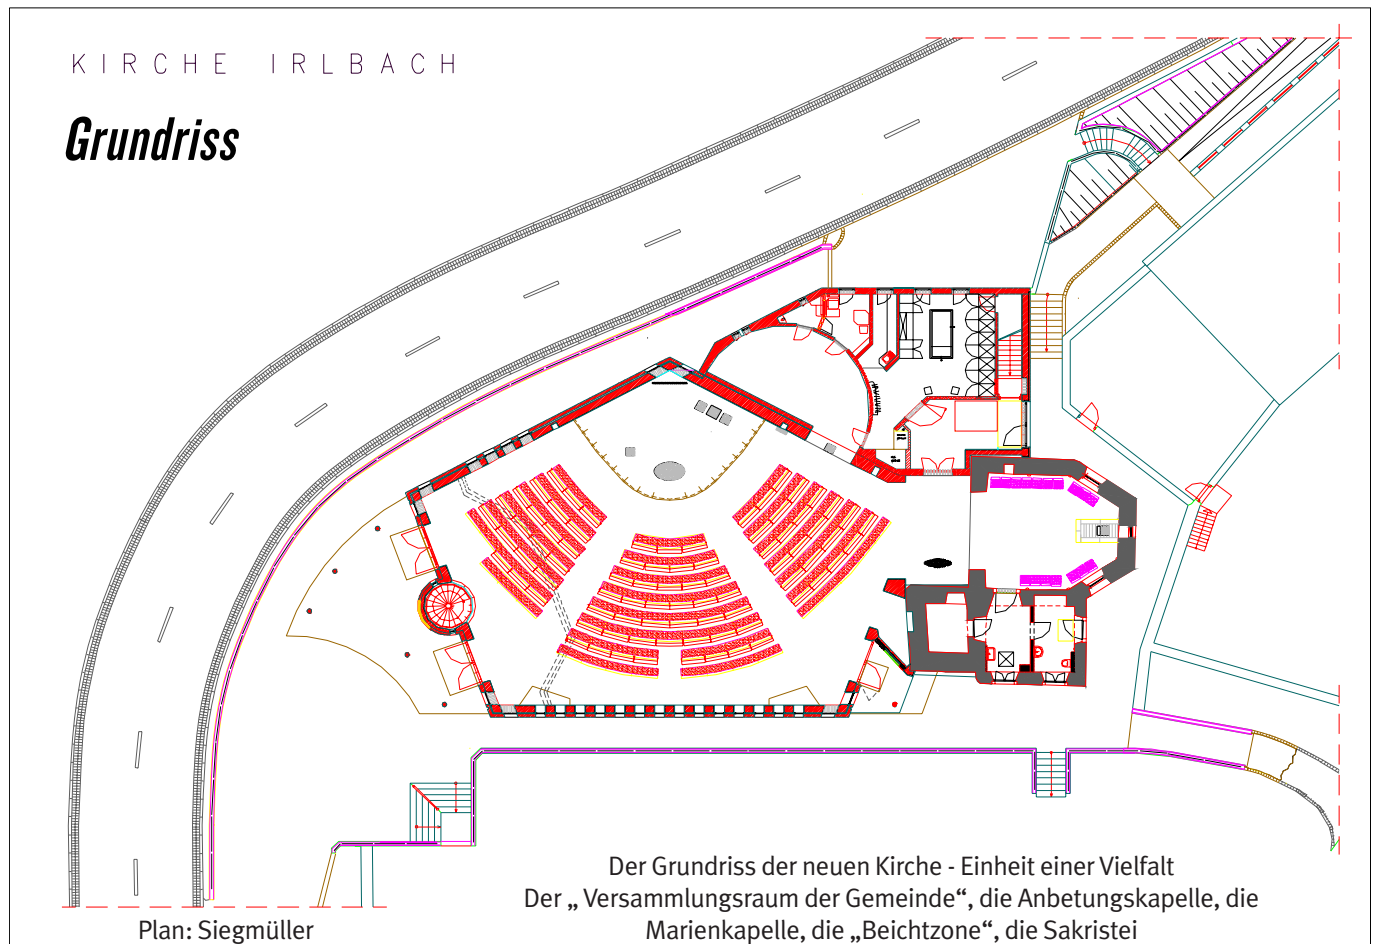 KIRCHE IRLBACH
Grundriss
Der Grundriss der neuen Kirche - Einheit einer Vielfalt
Der „ Versammlungsraum der Gemeinde“, die Anbetungskapelle, die
Marienkapelle, die „Beichtzone“, die Sakristei
Plan: Siegmüller